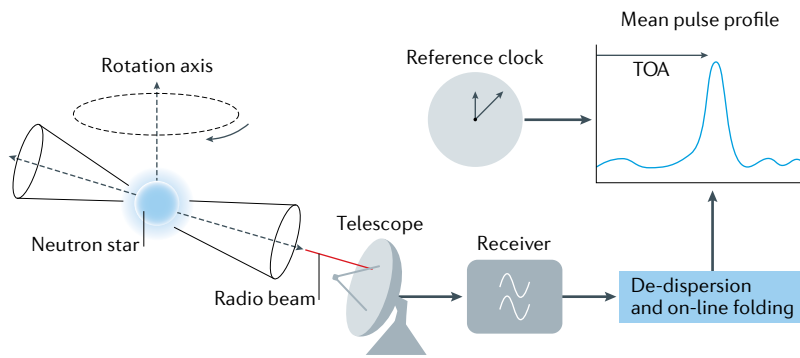 Mean pulse profile
Rotation axis
Reference clock
TOA
Neutron star
Telescope
Receiver
Radio beam
De-dispersion
and on-line folding